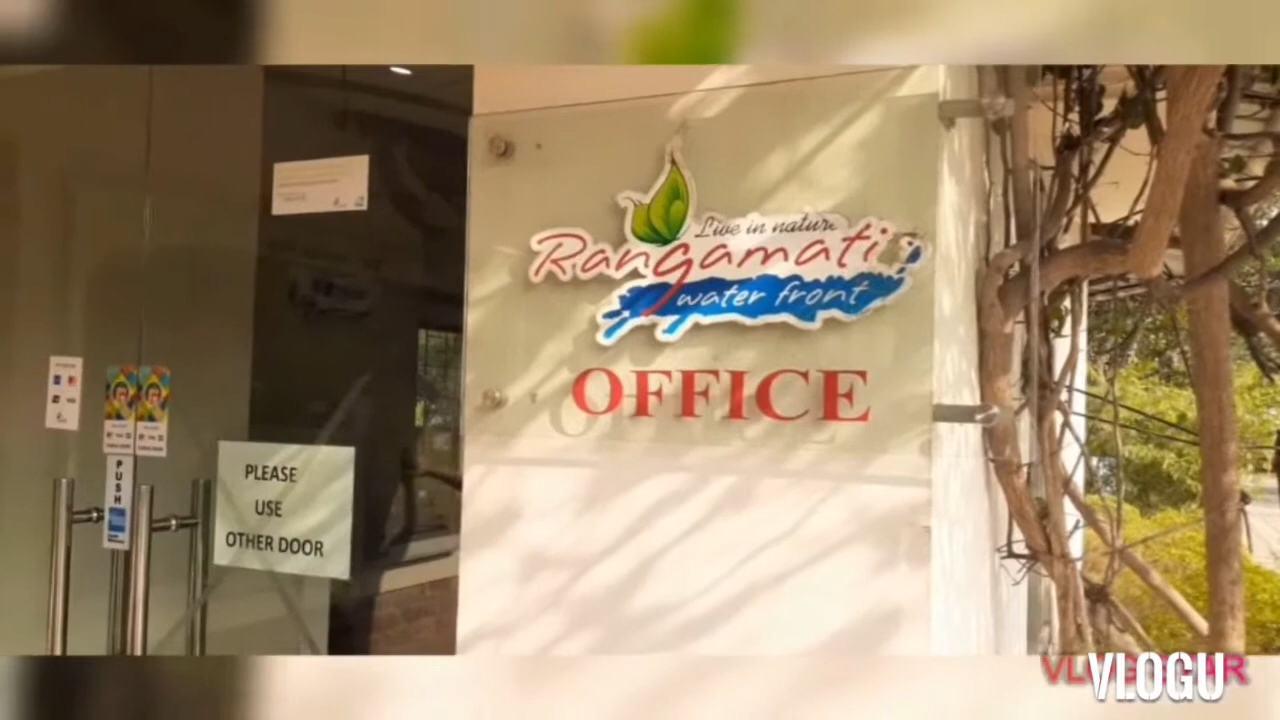 Live in nature
Rangamati
water front
OFFICE
PUSH
PLEASE
USE
OTHER DOOR
VLOGU